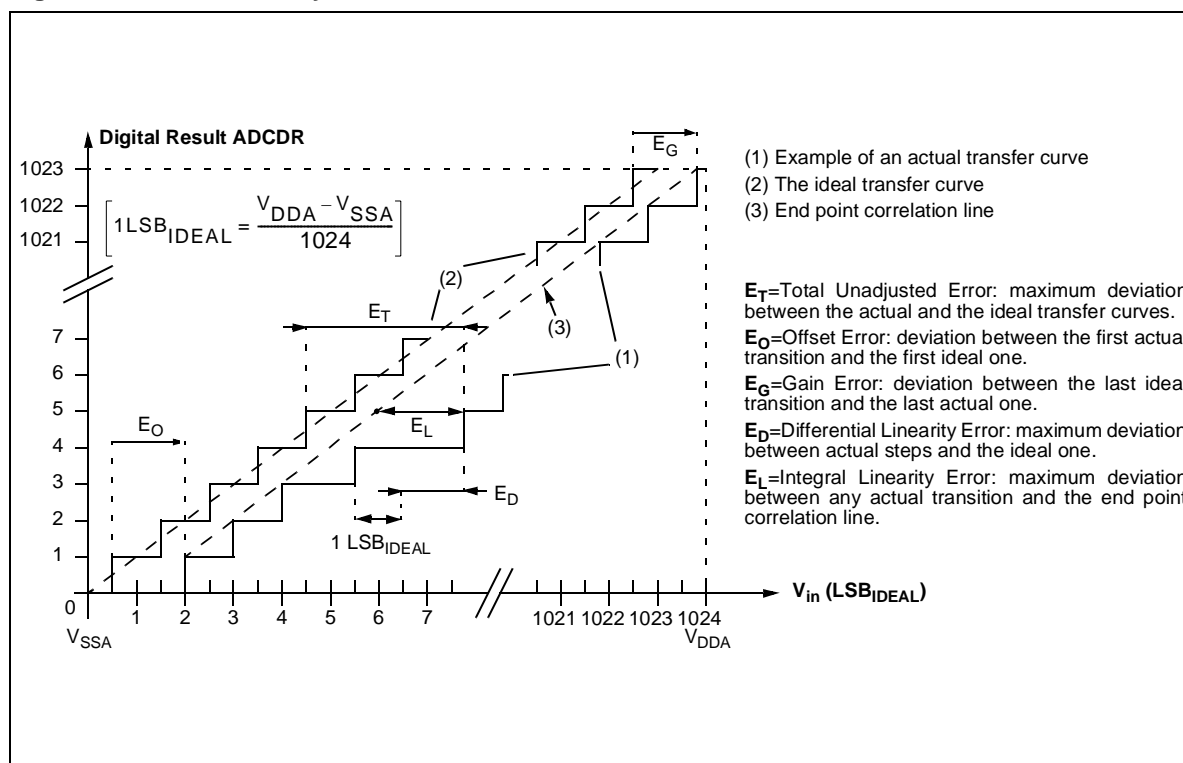 Digital Result ADCDR
E_G
1023
1022
1021
[1LSB_IDEAL = (V_DDA – V_SSA) / 1024]
(2)
E_T
(3)
(1)
7
6
5
4
3
2
1
0
E_O
E_L
E_D
1 LSB_IDEAL
1 2 3 4 5 6 7 1021 1022 1023 1024
V_in (LSB_IDEAL)
V_SSA
V_DDA
(1) Example of an actual transfer curve
(2) The ideal transfer curve
(3) End point correlation line
E_T=Total Unadjusted Error: maximum deviation
between the actual and the ideal transfer curves.
E_O=Offset Error: deviation between the first actual
transition and the first ideal one.
E_G=Gain Error: deviation between the last ideal
transition and the last actual one.
E_D=Differential Linearity Error: maximum deviation
between actual steps and the ideal one.
E_L=Integral Linearity Error: maximum deviation
between any actual transition and the end point
correlation line.